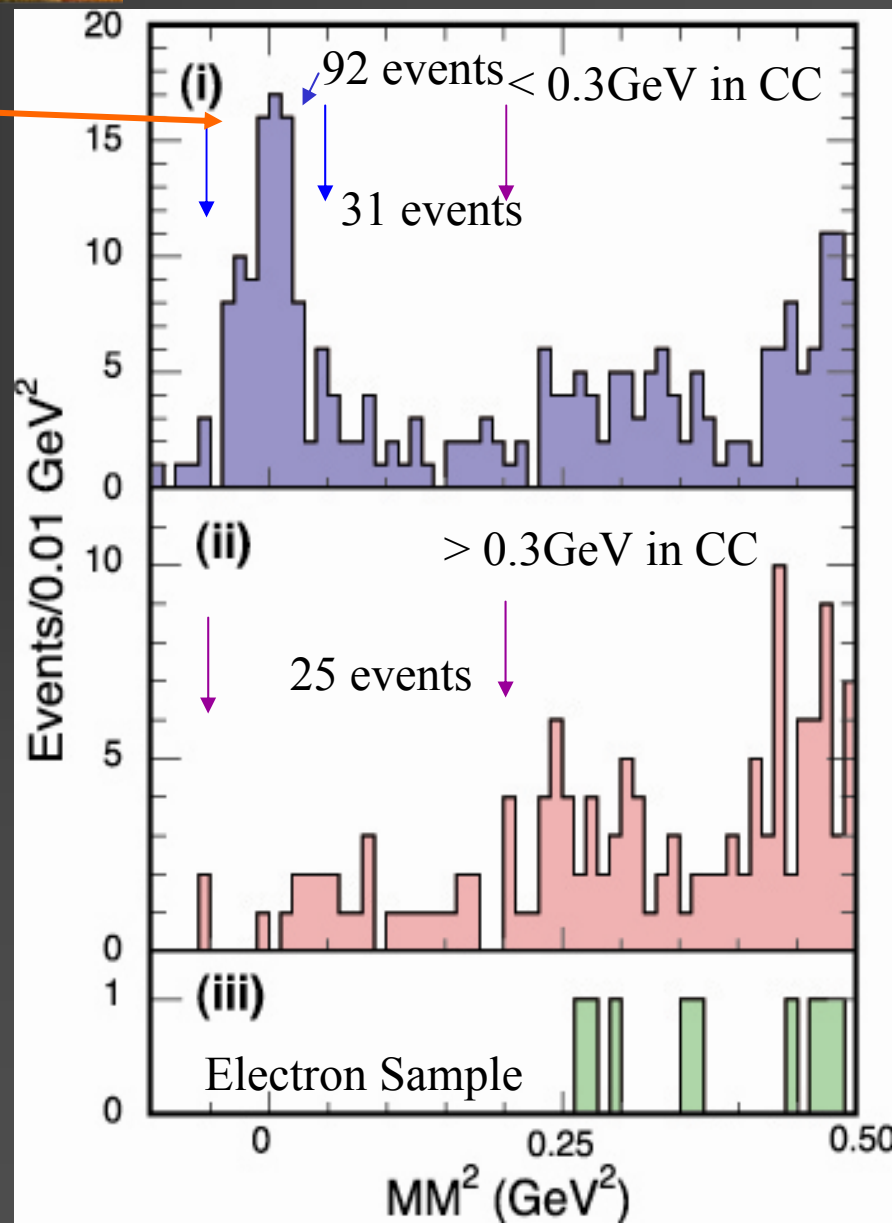 20
(i)
92 events
< 0.3GeV in CC
15
31 events
10
5
0
Events/0.01 GeV²
(ii)
> 0.3GeV in CC
10
25 events
5
0
1
(iii)
Electron Sample
0
0
0.25
0.50
MM² (GeV²)